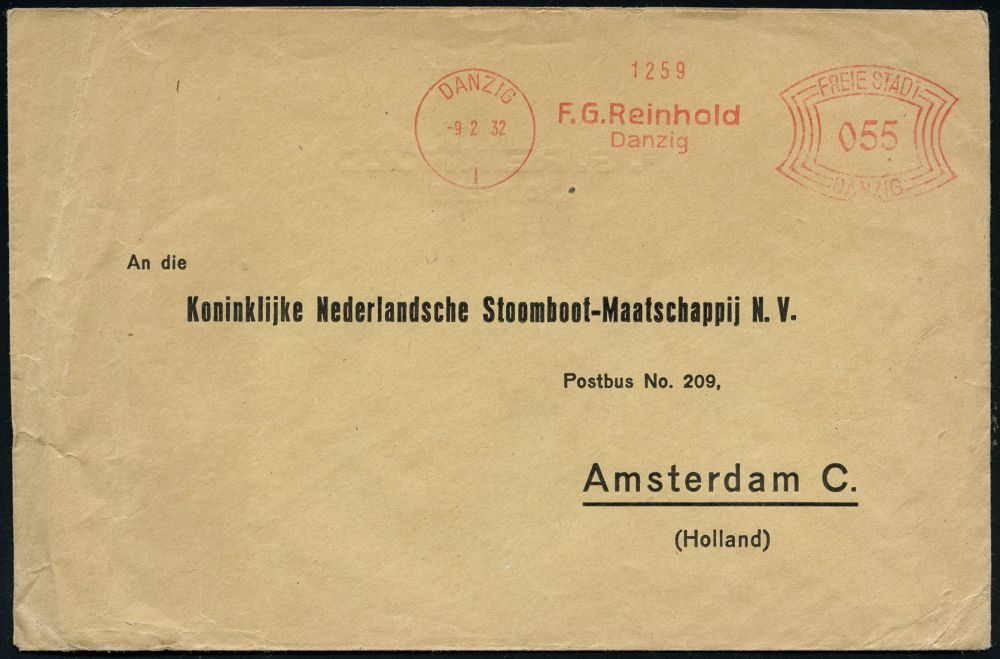 DANZIG
-9 2 32
1
1259
F.G.Reinhold
Danzig
FREIE STADT
055
DANZIG
An die
Koninklijke Nederlandsche Stoomboot-Maatschappij N. V.
Postbus No. 209,
Amsterdam C.
(Holland)